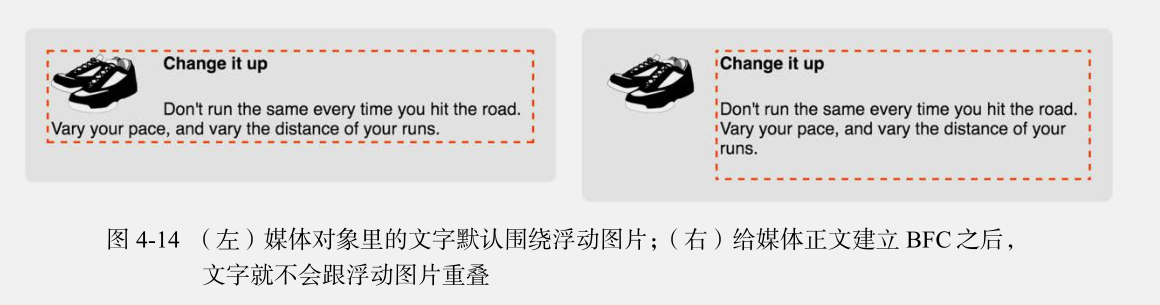 Change it up
Don't run the same every time you hit the road.
Vary your pace, and vary the distance of your runs.
Change it up
Don't run the same every time you hit the road.
Vary your pace, and vary the distance of your
runs.
图 4-14 （左）媒体对象里的文字默认围绕浮动图片；（右）给媒体正文建立 BFC 之后，
文字就不会跟浮动图片重叠